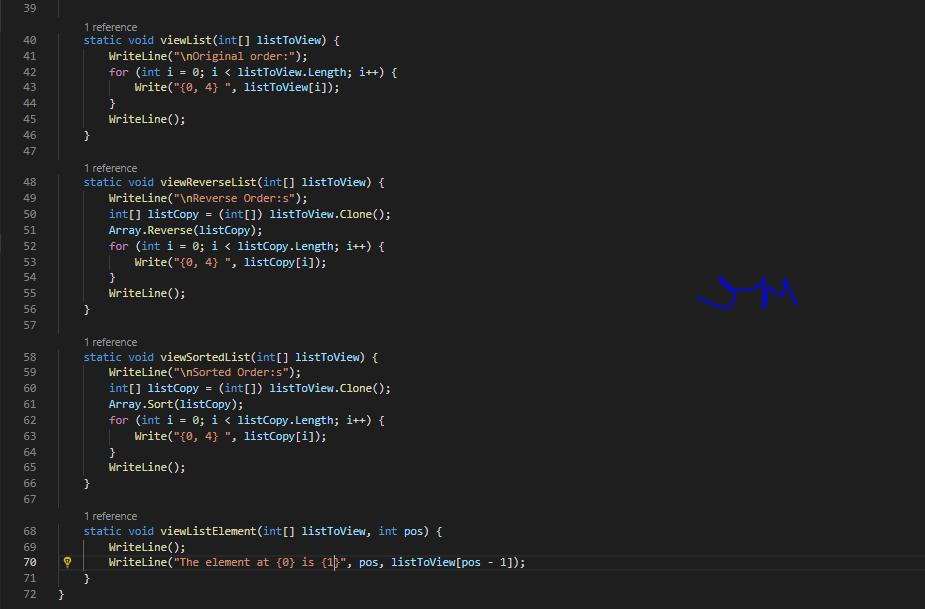 39
1 reference
40 static void viewList(int[] listToView) {
41 WriteLine("\nOriginal order:");
42 for (int i = 0; i < listToView.Length; i++) {
43 Write("{0, 4} ", listToView[i]);
44 }
45 WriteLine();
46 }
47
1 reference
48 static void viewReverseList(int[] listToView) {
49 WriteLine("\nReverse Order:s");
50 int[] listCopy = (int[]) listToView.Clone();
51 Array.Reverse(listCopy);
52 for (int i = 0; i < listCopy.Length; i++) {
53 Write("{0, 4} ", listCopy[i]);
54 }
55 WriteLine();
56 }
57
1 reference
58 static void viewSortedList(int[] listToView) {
59 WriteLine("\nSorted Order:s");
60 int[] listCopy = (int[]) listToView.Clone();
61 Array.Sort(listCopy);
62 for (int i = 0; i < listCopy.Length; i++) {
63 Write("{0, 4} ", listCopy[i]);
64 }
65 WriteLine();
66 }
67
1 reference
68 static void viewListElement(int[] listToView, int pos) {
69 WriteLine();
70 WriteLine("The element at {0} is {1}", pos, listToView[pos - 1]);
71 }
72 }